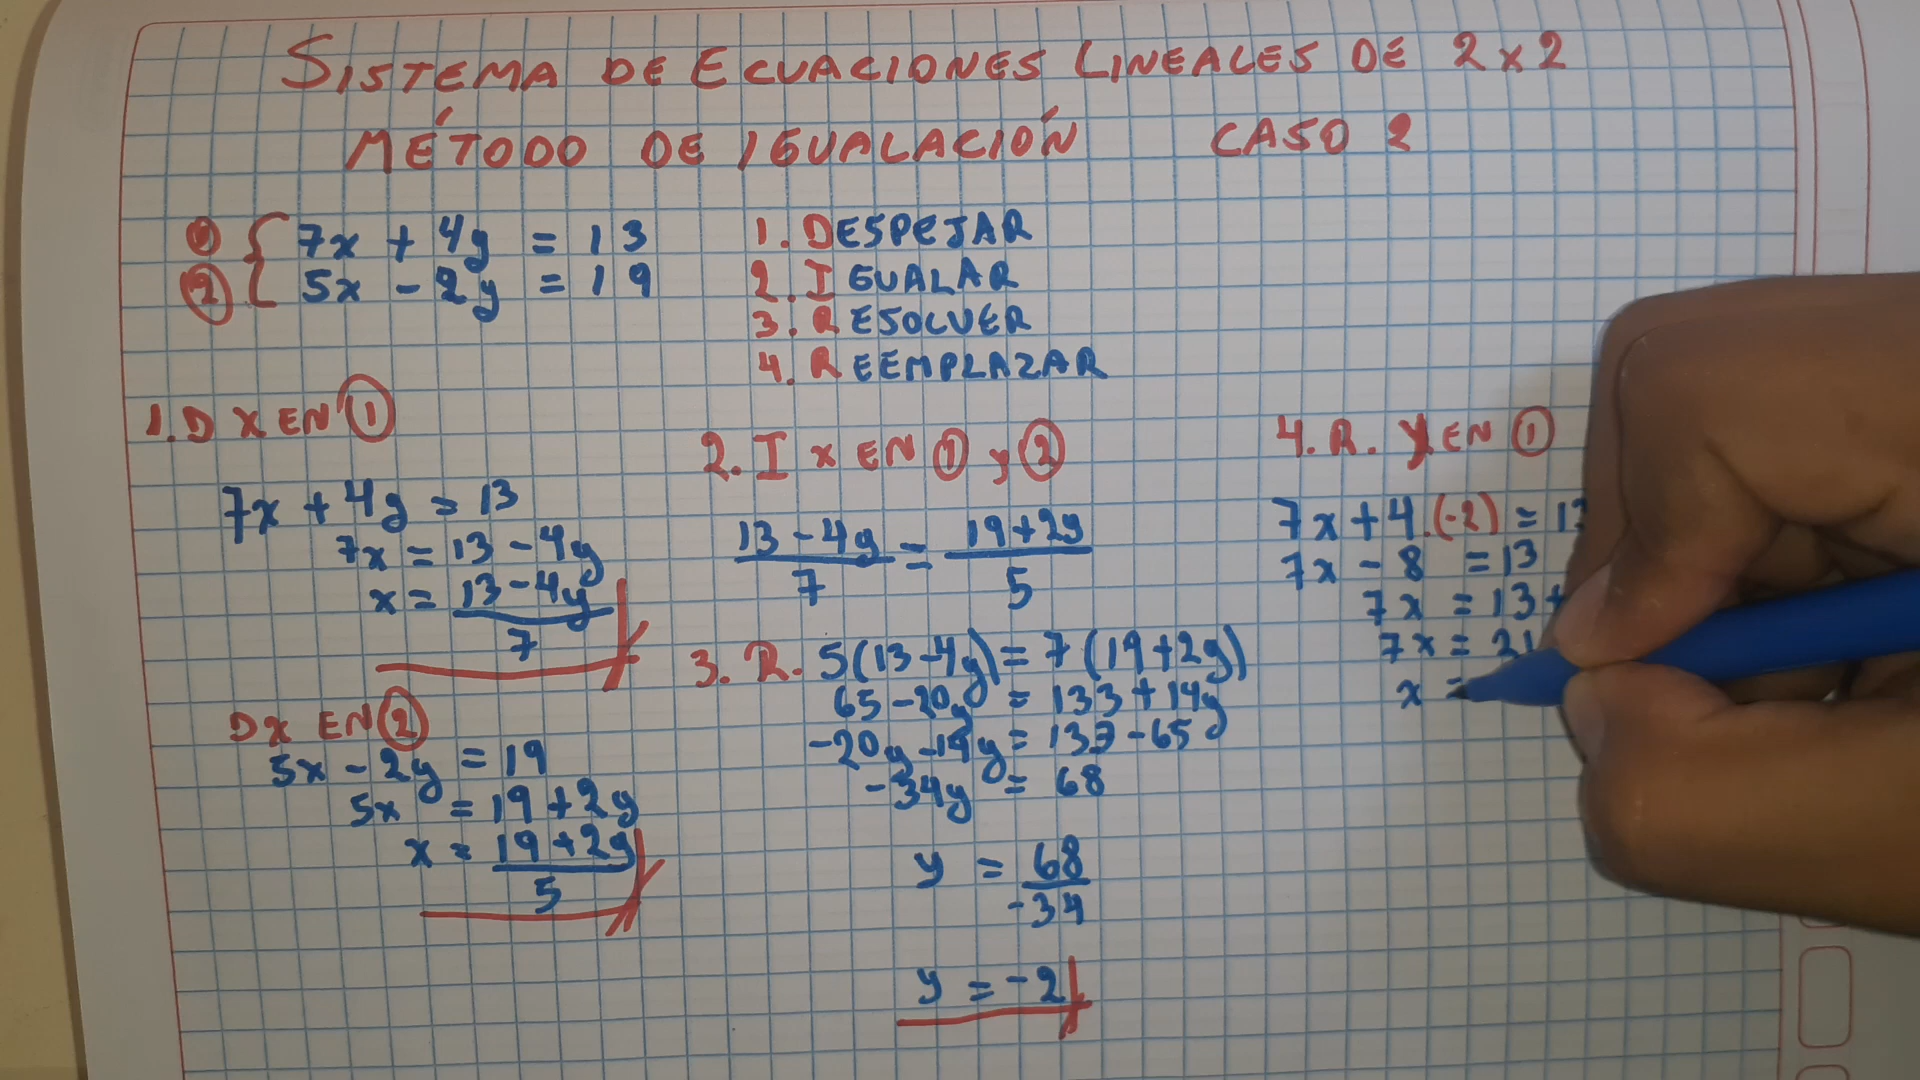 SISTEMA DE ECUACIONES LINEALES DE 2x2
MÉTODO DE IGUALACIÓN CASO 2
① 7x + 4y = 13
② 5x - 2y = 19
1. DESPEJAR
2. IGUALAR
3. RESOLVER
4. REEMPLAZAR
1. D X EN ①
7x + 4y = 13
7x = 13 - 4y
x = 13 - 4y
7
DX EN ②
5x - 2y = 19
5x = 19 + 2y
x = 19 + 2y
5
2. I X EN ① y ②
13 - 4y = 19 + 2y
7 5
3. R. 5(13 - 4y) = 7(19 + 2y)
65 - 20y = 133 + 14y
-20y - 14y = 133 - 65
-34y = 68
y = 68
-34
y = -2
4. R. Y EN ①
7x + 4.(-2) = 13
7x - 8 = 13
7x = 13 +
7x = 21
x =